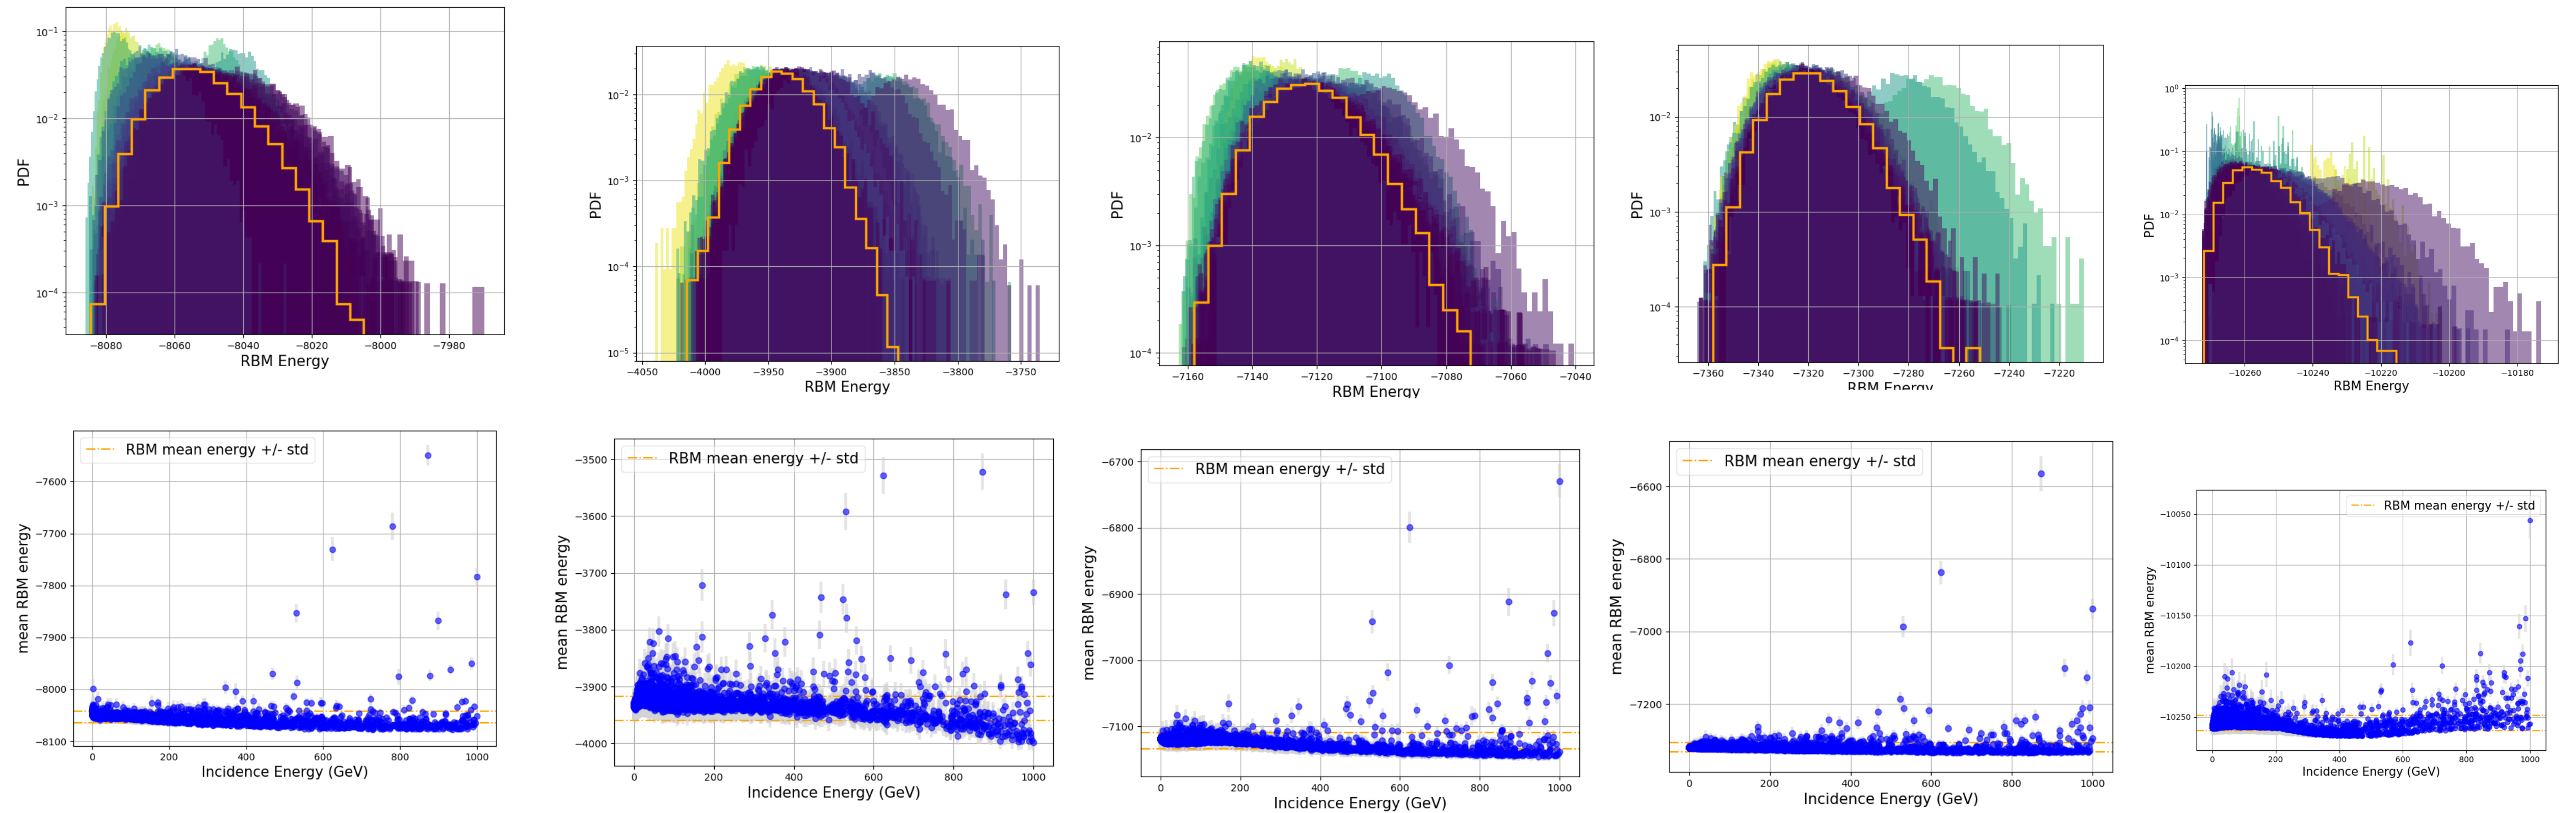 PDF
10⁻¹
10⁻²
10⁻³
10⁻⁴
−8080 −8060 −8040 −8020 −8000 −7980
RBM Energy
PDF
10⁻²
10⁻³
10⁻⁴
10⁻⁵
−4050 −4000 −3950 −3900 −3850 −3800 −3750
RBM Energy
PDF
10⁻²
10⁻³
10⁻⁴
−7160 −7140 −7120 −7100 −7080 −7060 −7040
RBM Energy
PDF
10⁻²
10⁻³
10⁻⁴
−7360 −7340 −7320 −7300 −7280 −7260 −7240 −7220
RBM Energy
PDF
10⁰
10⁻¹
10⁻²
10⁻³
10⁻⁴
−10260 −10240 −10220 −10200 −10180
RBM Energy
RBM mean energy +/- std
mean RBM energy
−7600
−7700
−7800
−7900
−8000
−8100
0 200 400 600 800 1000
Incidence Energy (GeV)
RBM mean energy +/- std
mean RBM energy
−3500
−3600
−3700
−3800
−3900
−4000
0 200 400 600 800 1000
Incidence Energy (GeV)
RBM mean energy +/- std
mean RBM energy
−6700
−6800
−6900
−7000
−7100
0 200 400 600 800 1000
Incidence Energy (GeV)
RBM mean energy +/- std
mean RBM energy
−6600
−6800
−7000
−7200
0 200 400 600 800 1000
Incidence Energy (GeV)
RBM mean energy +/- std
mean RBM energy
−10050
−10100
−10150
−10200
−10250
0 200 400 600 800 1000
Incidence Energy (GeV)